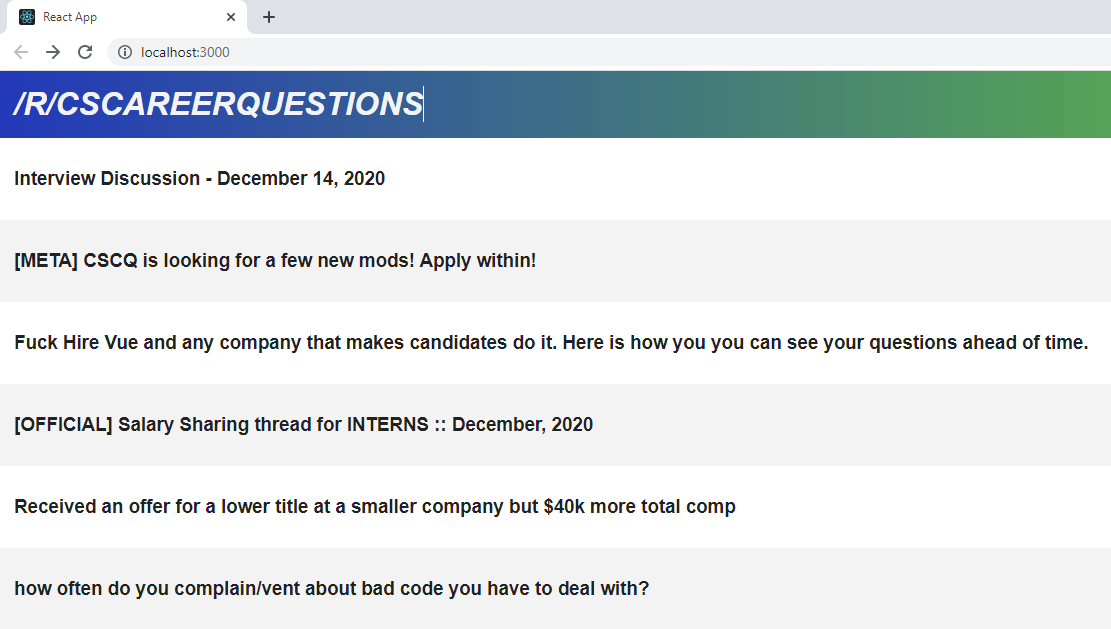 React App
localhost:3000
/R/CSCAREERQUESTIONS
Interview Discussion - December 14, 2020
[META] CSCQ is looking for a few new mods! Apply within!
Fuck Hire Vue and any company that makes candidates do it. Here is how you you can see your questions ahead of time.
[OFFICIAL] Salary Sharing thread for INTERNS :: December, 2020
Received an offer for a lower title at a smaller company but $40k more total comp
how often do you complain/vent about bad code you have to deal with?